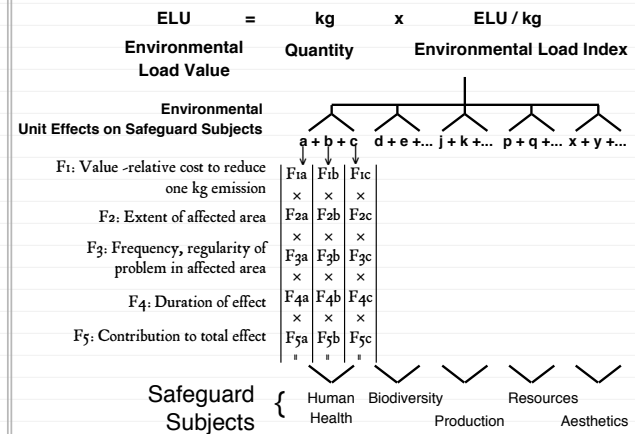 ELU = kg x ELU / kg
Environmental Load Value Quantity Environmental Load Index
Environmental
Unit Effects on Safeguard Subjects
a + b + c d + e +... j + k +... p + q... x + y +...
F1: Value -relative cost to reduce
one kg emission
F1a F1b F1c
× × ×
F2: Extent of affected area
F2a F2b F2c
× × ×
F3: Frequency, regularity of
problem in affected area
F3a F3b F3c
× × ×
F4: Duration of effect
F4a F4b F4c
× × ×
F5: Contribution to total effect
F5a F5b F5c
= = =
Safeguard
Subjects {
Human
Health
Biodiversity
Production
Resources
Aesthetics